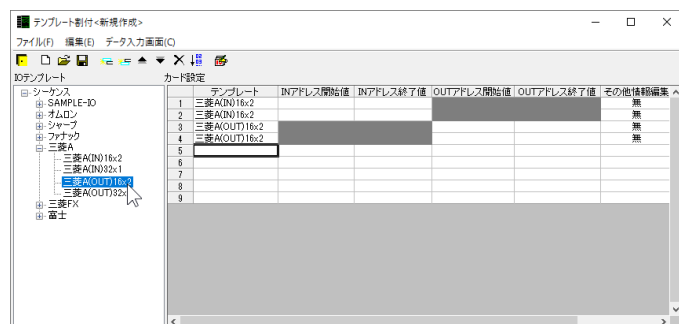 テンプレート割付<新規作成>
ファイル(F) 編集(E) データ入力画面(C)
IOテンプレート カード設定
シーケンス
SAMPLE-IO
オムロン
シャープ
ファナック
三菱A
三菱A(IN)16x2
三菱A(IN)32x1
三菱A(OUT)16x2
三菱A(OUT)32x
三菱FX
富士
テンプレート INアドレス開始値 INアドレス終了値 OUTアドレス開始値 OUTアドレス終了値 その他情報編集
1 三菱A(IN)16x2 無
2 三菱A(IN)16x2 無
3 三菱A(OUT)16x2 無
4 三菱A(OUT)16x2 無
5
6
7
8
9